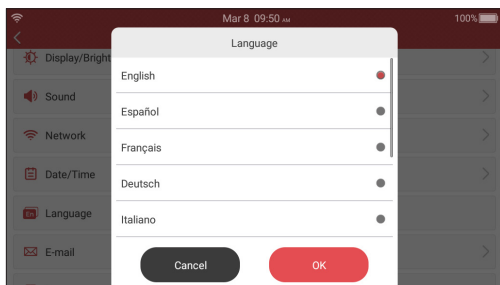 Mar 8 09:50 AM
100%
Language
Display/Bright
English
Sound
Español
Network
Français
Date/Time
Deutsch
En Language
Italiano
E-mail
Cancel
OK